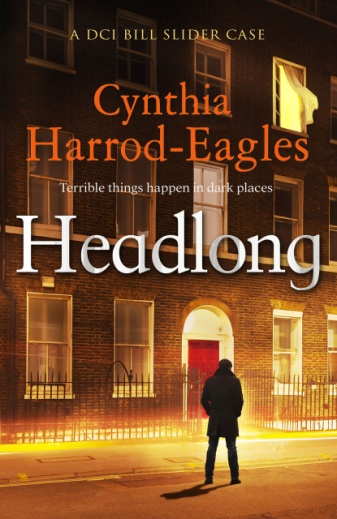 A DCI BILL SLIDER CASE
Cynthia
Harrod-Eagles
Terrible things happen in dark places
Headlong